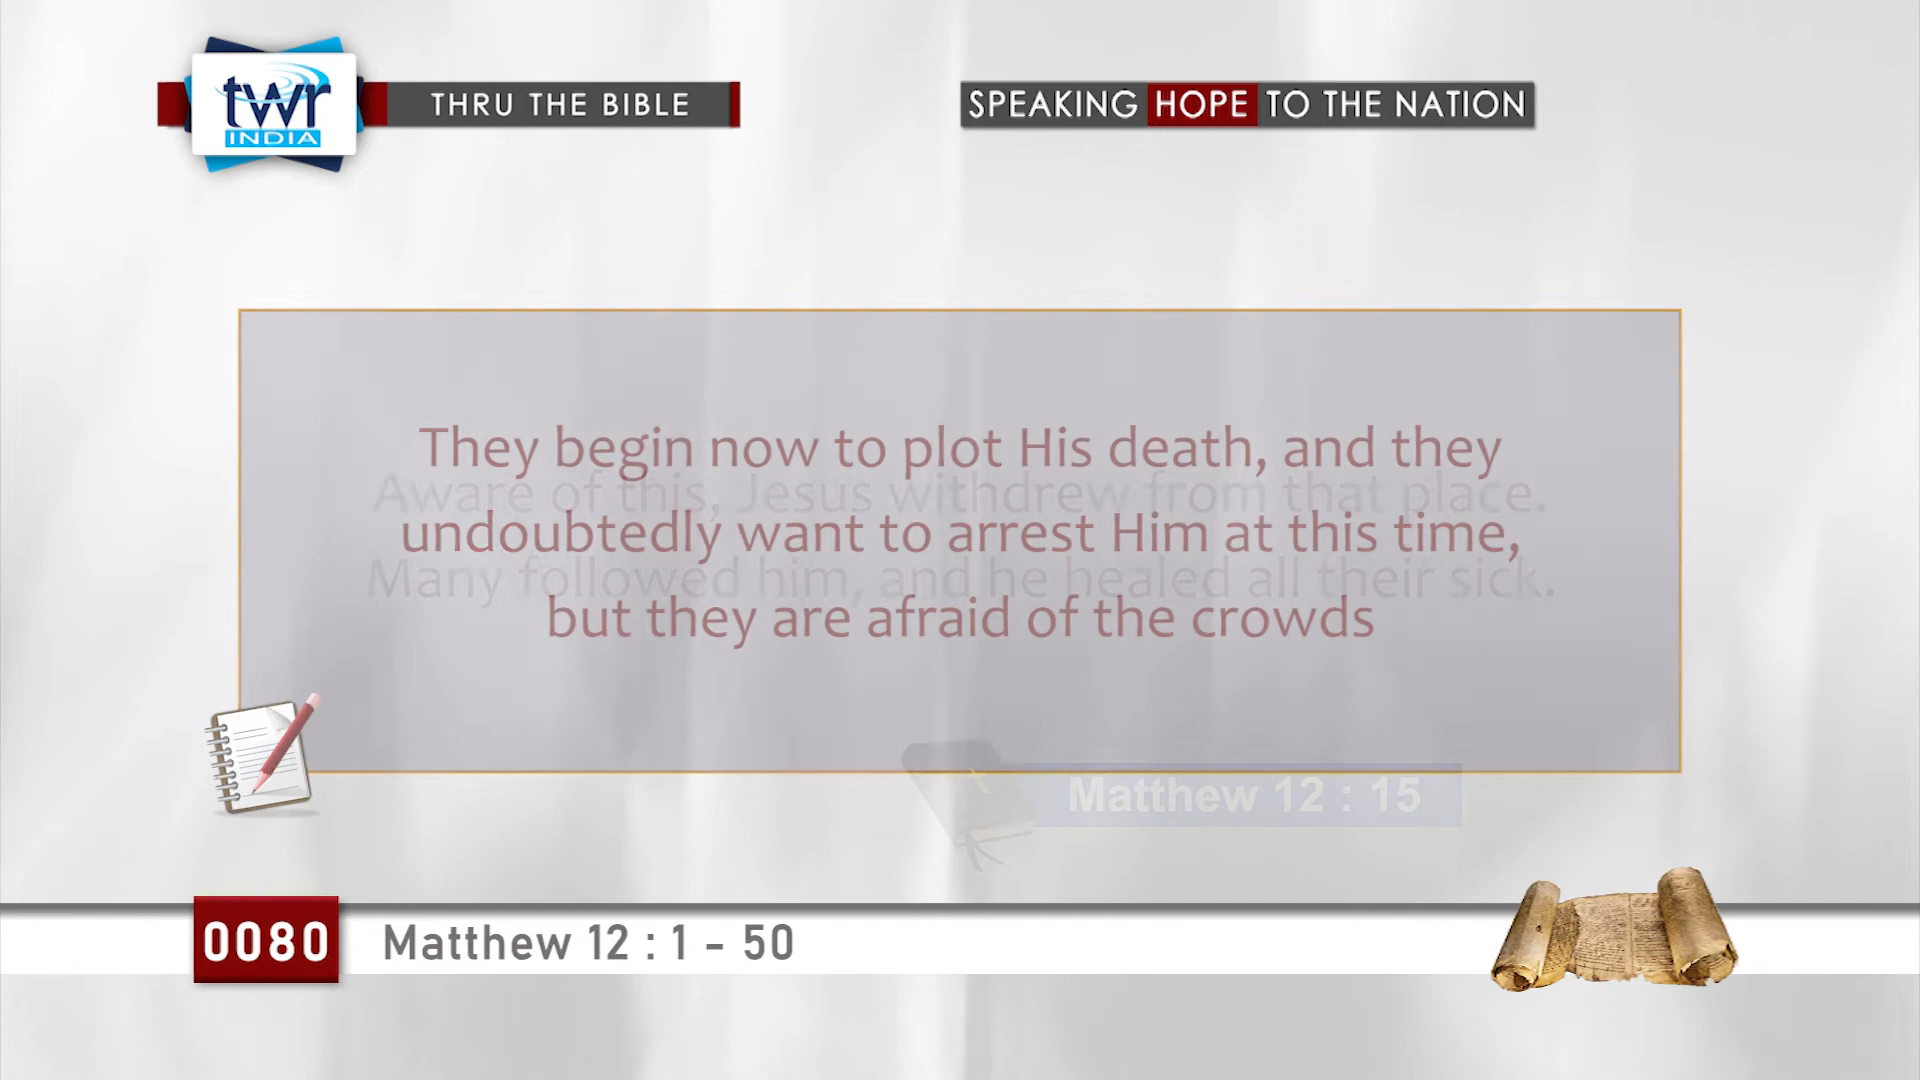 twr
INDIA
THRU THE BIBLE
SPEAKING HOPE TO THE NATION
They begin now to plot His death, and they
Aware of this, Jesus withdrew from that place.
undoubtedly want to arrest Him at this time,
Many followed him, and he healed all their sick.
but they are afraid of the crowds
Matthew 12 : 15
0080
Matthew 12 : 1 - 50